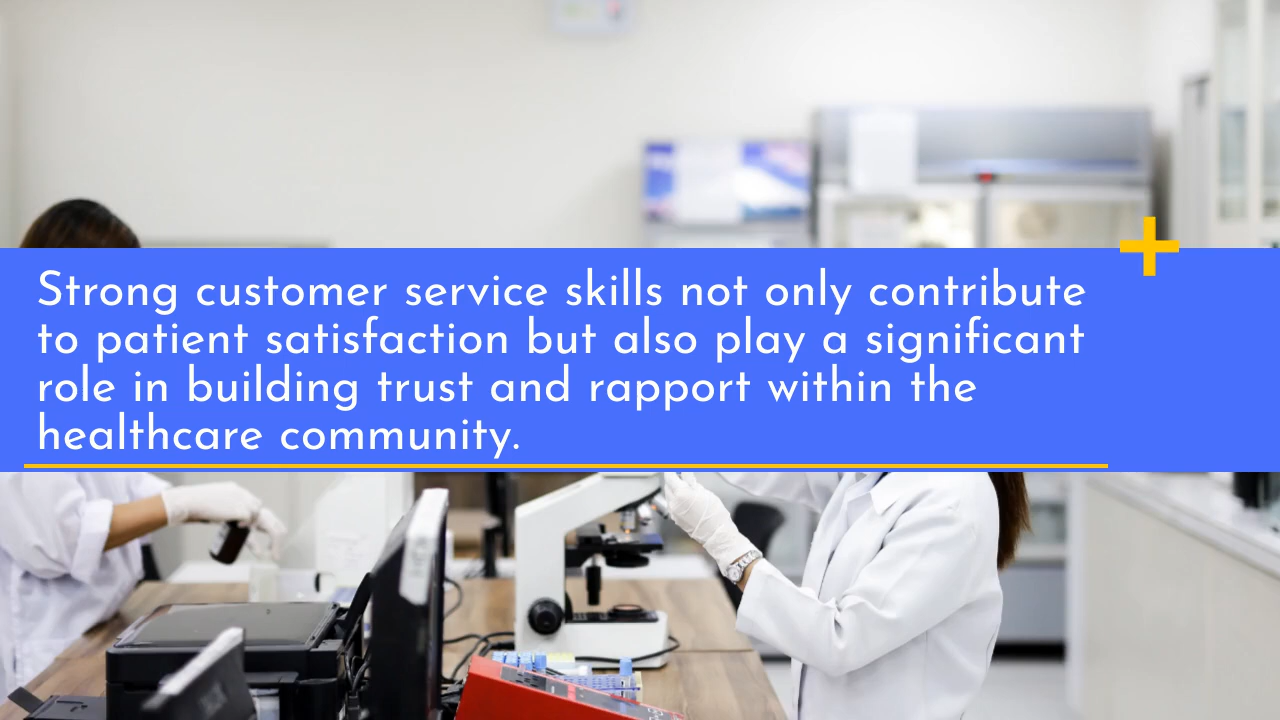 Strong customer service skills not only contribute
to patient satisfaction but also play a significant
role in building trust and rapport within the
healthcare community.